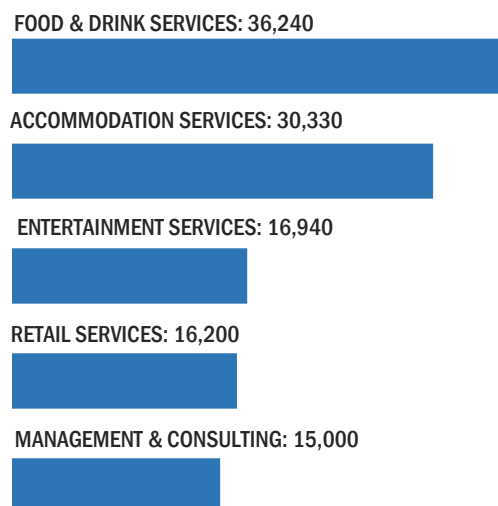 FOOD & DRINK SERVICES: 36,240
ACCOMMODATION SERVICES: 30,330
ENTERTAINMENT SERVICES: 16,940
RETAIL SERVICES: 16,200
MANAGEMENT & CONSULTING: 15,000